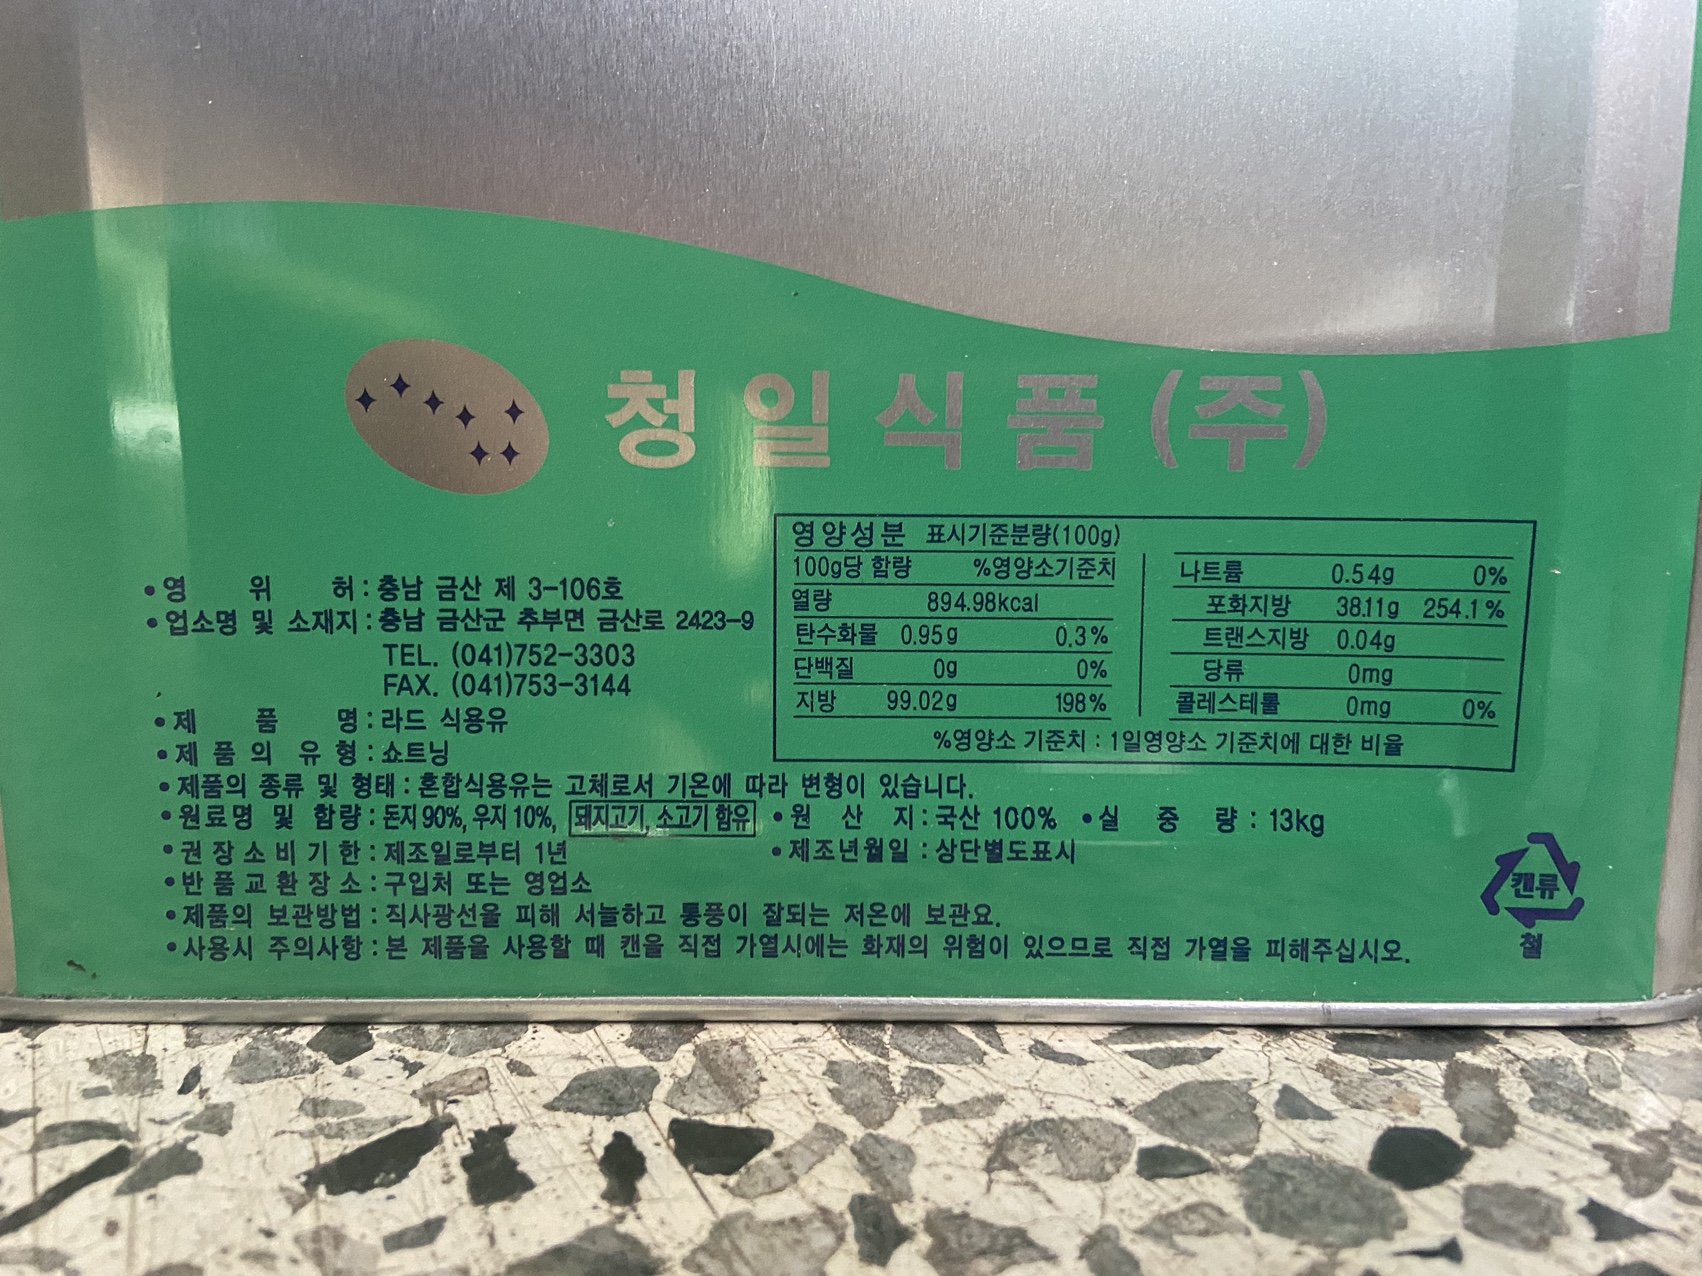 청일식품(주)
•영 위 허 : 충남 금산 제 3-106호
•업소명 및 소재지 : 충남 금산군 추부면 금산로 2423-9
TEL. (041)752-3303
FAX. (041)753-3144
•제 품 명 : 라드 식용유
•제 품 의 유 형 : 쇼트닝
영양성분 표시기준분량(100g)
100g당 함량 %영양소기준치
열량 894.98kcal
탄수화물 0.95g 0.3%
단백질 0g 0%
지방 99.02g 198%
나트륨 0.54g 0%
포화지방 38.11g 254.1%
트랜스지방 0.04g
당류 0mg
콜레스테롤 0mg 0%
%영양소 기준치 : 1일영양소 기준치에 대한 비율
•제품의 종류 및 형태 : 혼합식용유는 고체로서 기온에 따라 변형이 있습니다.
•원료명 및 함량 : 돈지 90%, 우지 10%, 돼지고기, 소고기 함유 •원 산 지 : 국산 100% •실 중 량 : 13kg
•권 장 소 비 기 한 : 제조일로부터 1년 •제조년월일 : 상단별도표시
•반 품 교 환 장 소 : 구입처 또는 영업소
•제품의 보관방법 : 직사광선을 피해 서늘하고 통풍이 잘되는 저온에 보관요.
•사용시 주의사항 : 본 제품을 사용할 때 캔을 직접 가열시에는 화재의 위험이 있으므로 직접 가열을 피해주십시오.
캔류
철